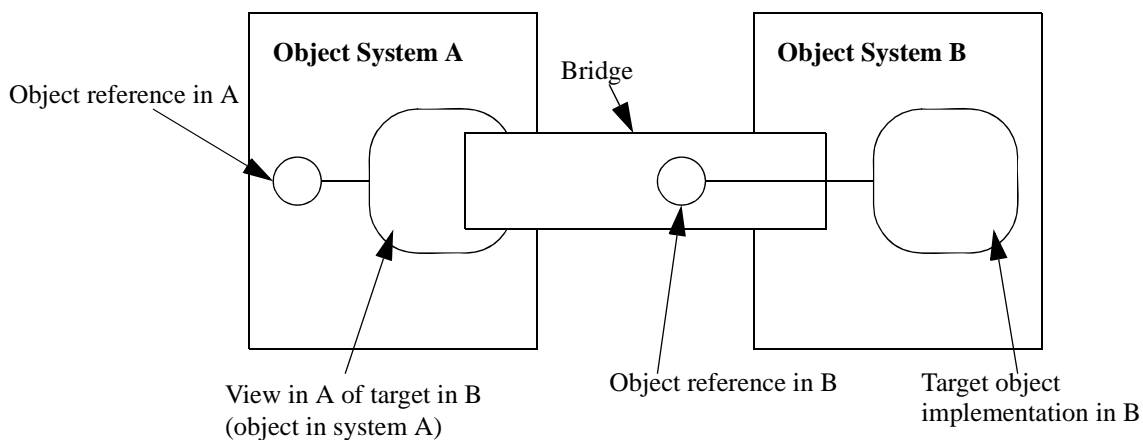 Object System A
Object System B
Bridge
Object reference in A
View in A of target in B
(object in system A)
Object reference in B
Target object
implementation in B